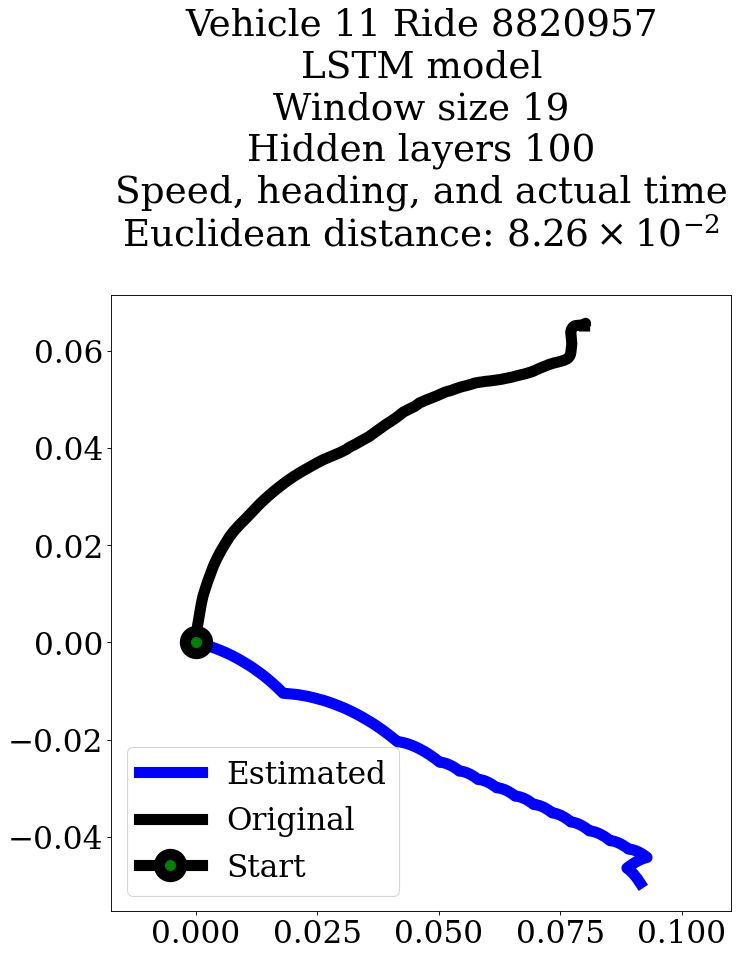 Vehicle 11 Ride 8820957
LSTM model
Window size 19
Hidden layers 100
Speed, heading, and actual time
Euclidean distance: 8.26 × 10⁻²
0.06
0.04
0.02
0.00
−0.02
−0.04
Estimated
Original
Start
0.000 0.025 0.050 0.075 0.100